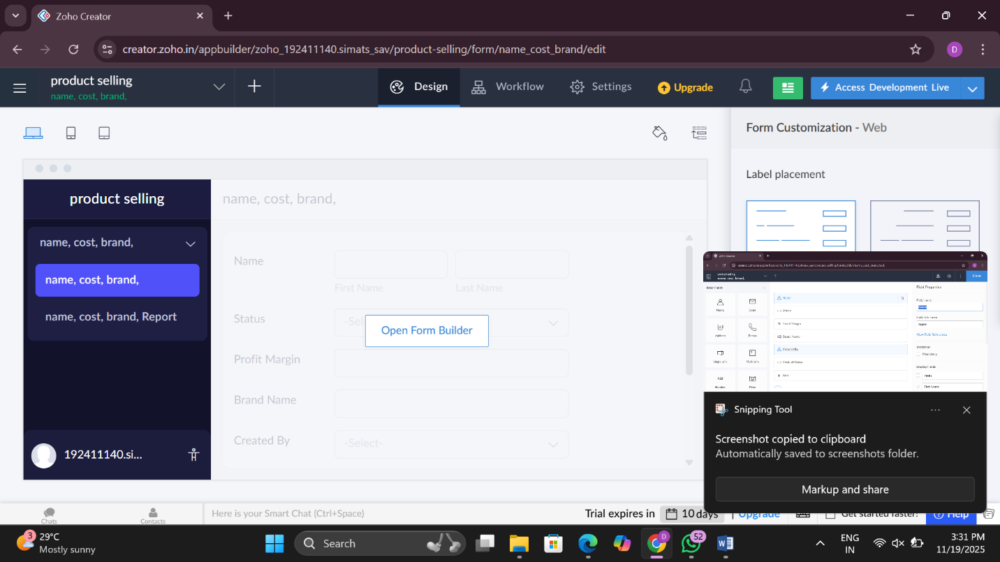 Zoho Creator
creator.zoho.in/appbuilder/zoho_192411140.simats_sav/product-selling/form/name_cost_brand/edit
D
product selling
name, cost, brand,
Design
Workflow
Settings
Upgrade
Access Development Live
Form Customization - Web
Label placement
product selling
name, cost, brand,
name, cost, brand,
name, cost, brand,
name, cost, brand, Report
192411140.si...
Name
First Name
Last Name
Status
Open Form Builder
Profit Margin
Brand Name
Created By
-Select-
Snipping Tool
Screenshot copied to clipboard
Automatically saved to screenshots folder.
Markup and share
Chats
Contacts
Here is your Smart Chat (Ctrl+Space)
Trial expires in
10 days
Upgrade
Get started faster!
Help
3
29°C
Mostly sunny
Search
D
52
ENG
IN
3:31 PM
11/19/2025